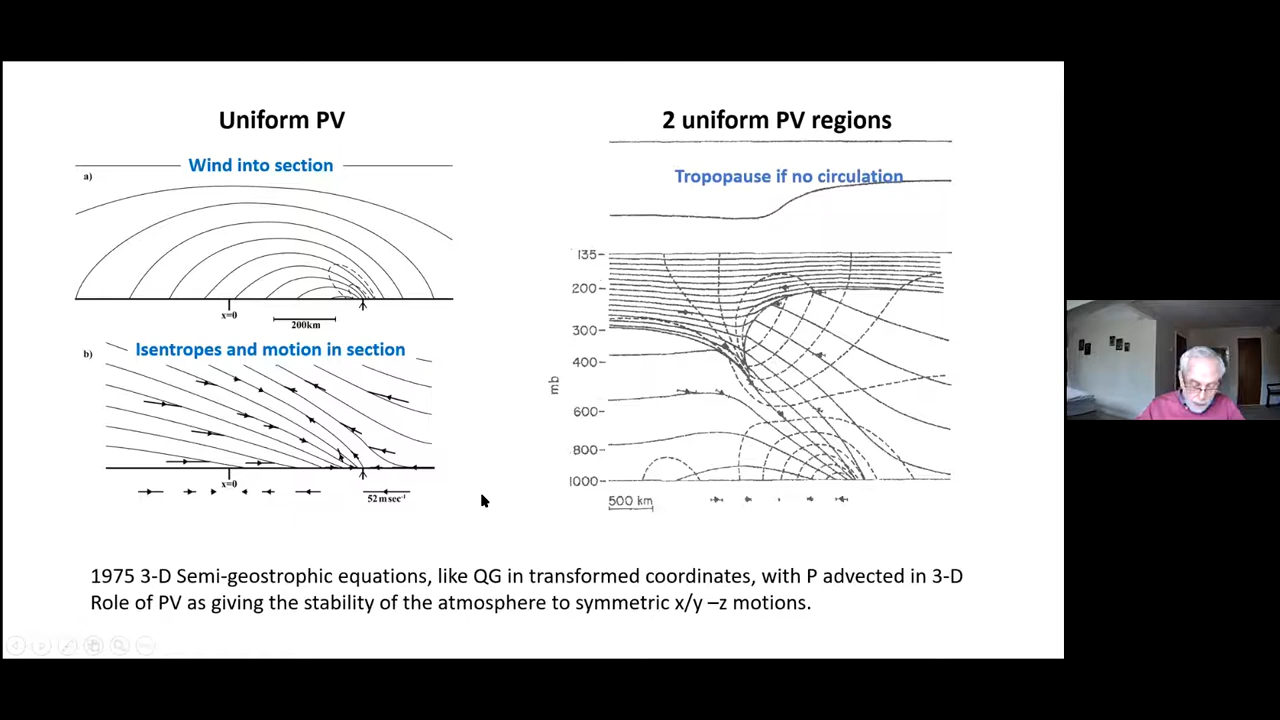 Uniform PV
Wind into section
a)
x=0
200km
b)
Isentropes and motion in section
x=0
52 m sec⁻¹
2 uniform PV regions
Tropopause if no circulation
135
200
300
400
mb
600
800
1000
500 km
1975 3-D Semi-geostrophic equations, like QG in transformed coordinates, with P advected in 3-D
Role of PV as giving the stability of the atmosphere to symmetric x/y –z motions.